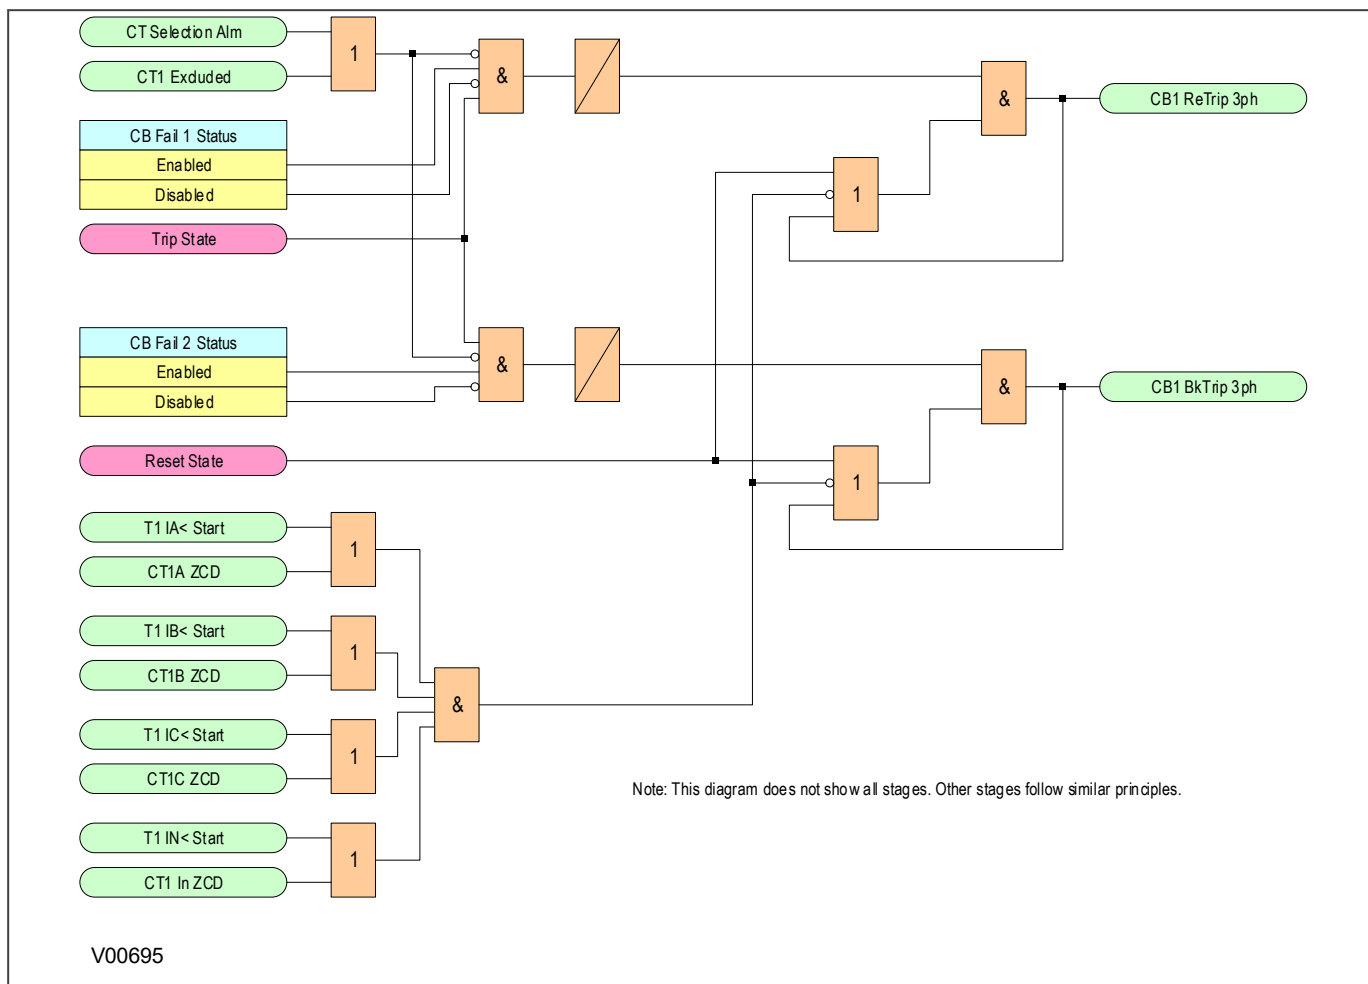 CT Selection Alm
1
CT1 Excluded
&
&
CB1 ReTrip 3ph
CB Fail 1 Status
Enabled
Disabled
1
Trip State
CB Fail 2 Status
Enabled
Disabled
&
&
CB1 BkTrip 3ph
Reset State
1
T1 IA< Start
1
CT1A ZCD
T1 IB< Start
1
CT1B ZCD
&
T1 IC< Start
1
CT1C ZCD
Note: This diagram does not show all stages. Other stages follow similar principles.
T1 IN< Start
1
CT1 In ZCD
V00695